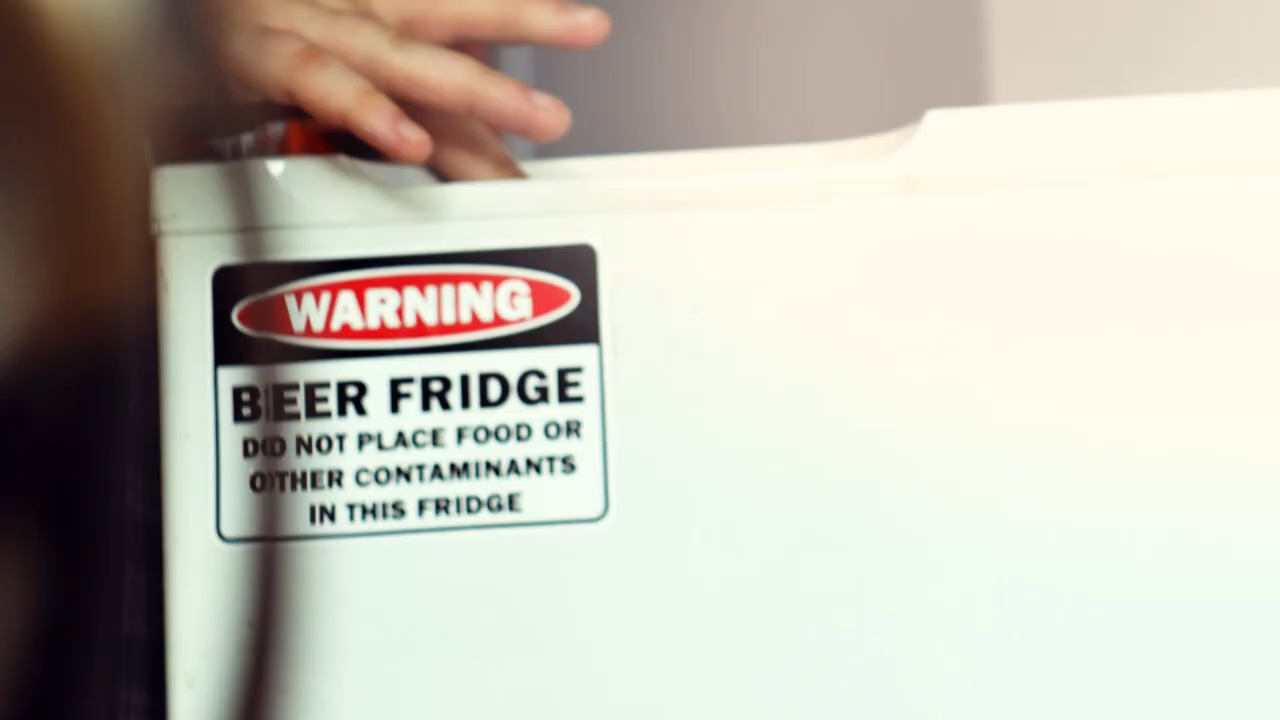 WARNING
BEER FRIDGE
DO NOT PLACE FOOD OR
OTHER CONTAMINANTS
IN THIS FRIDGE